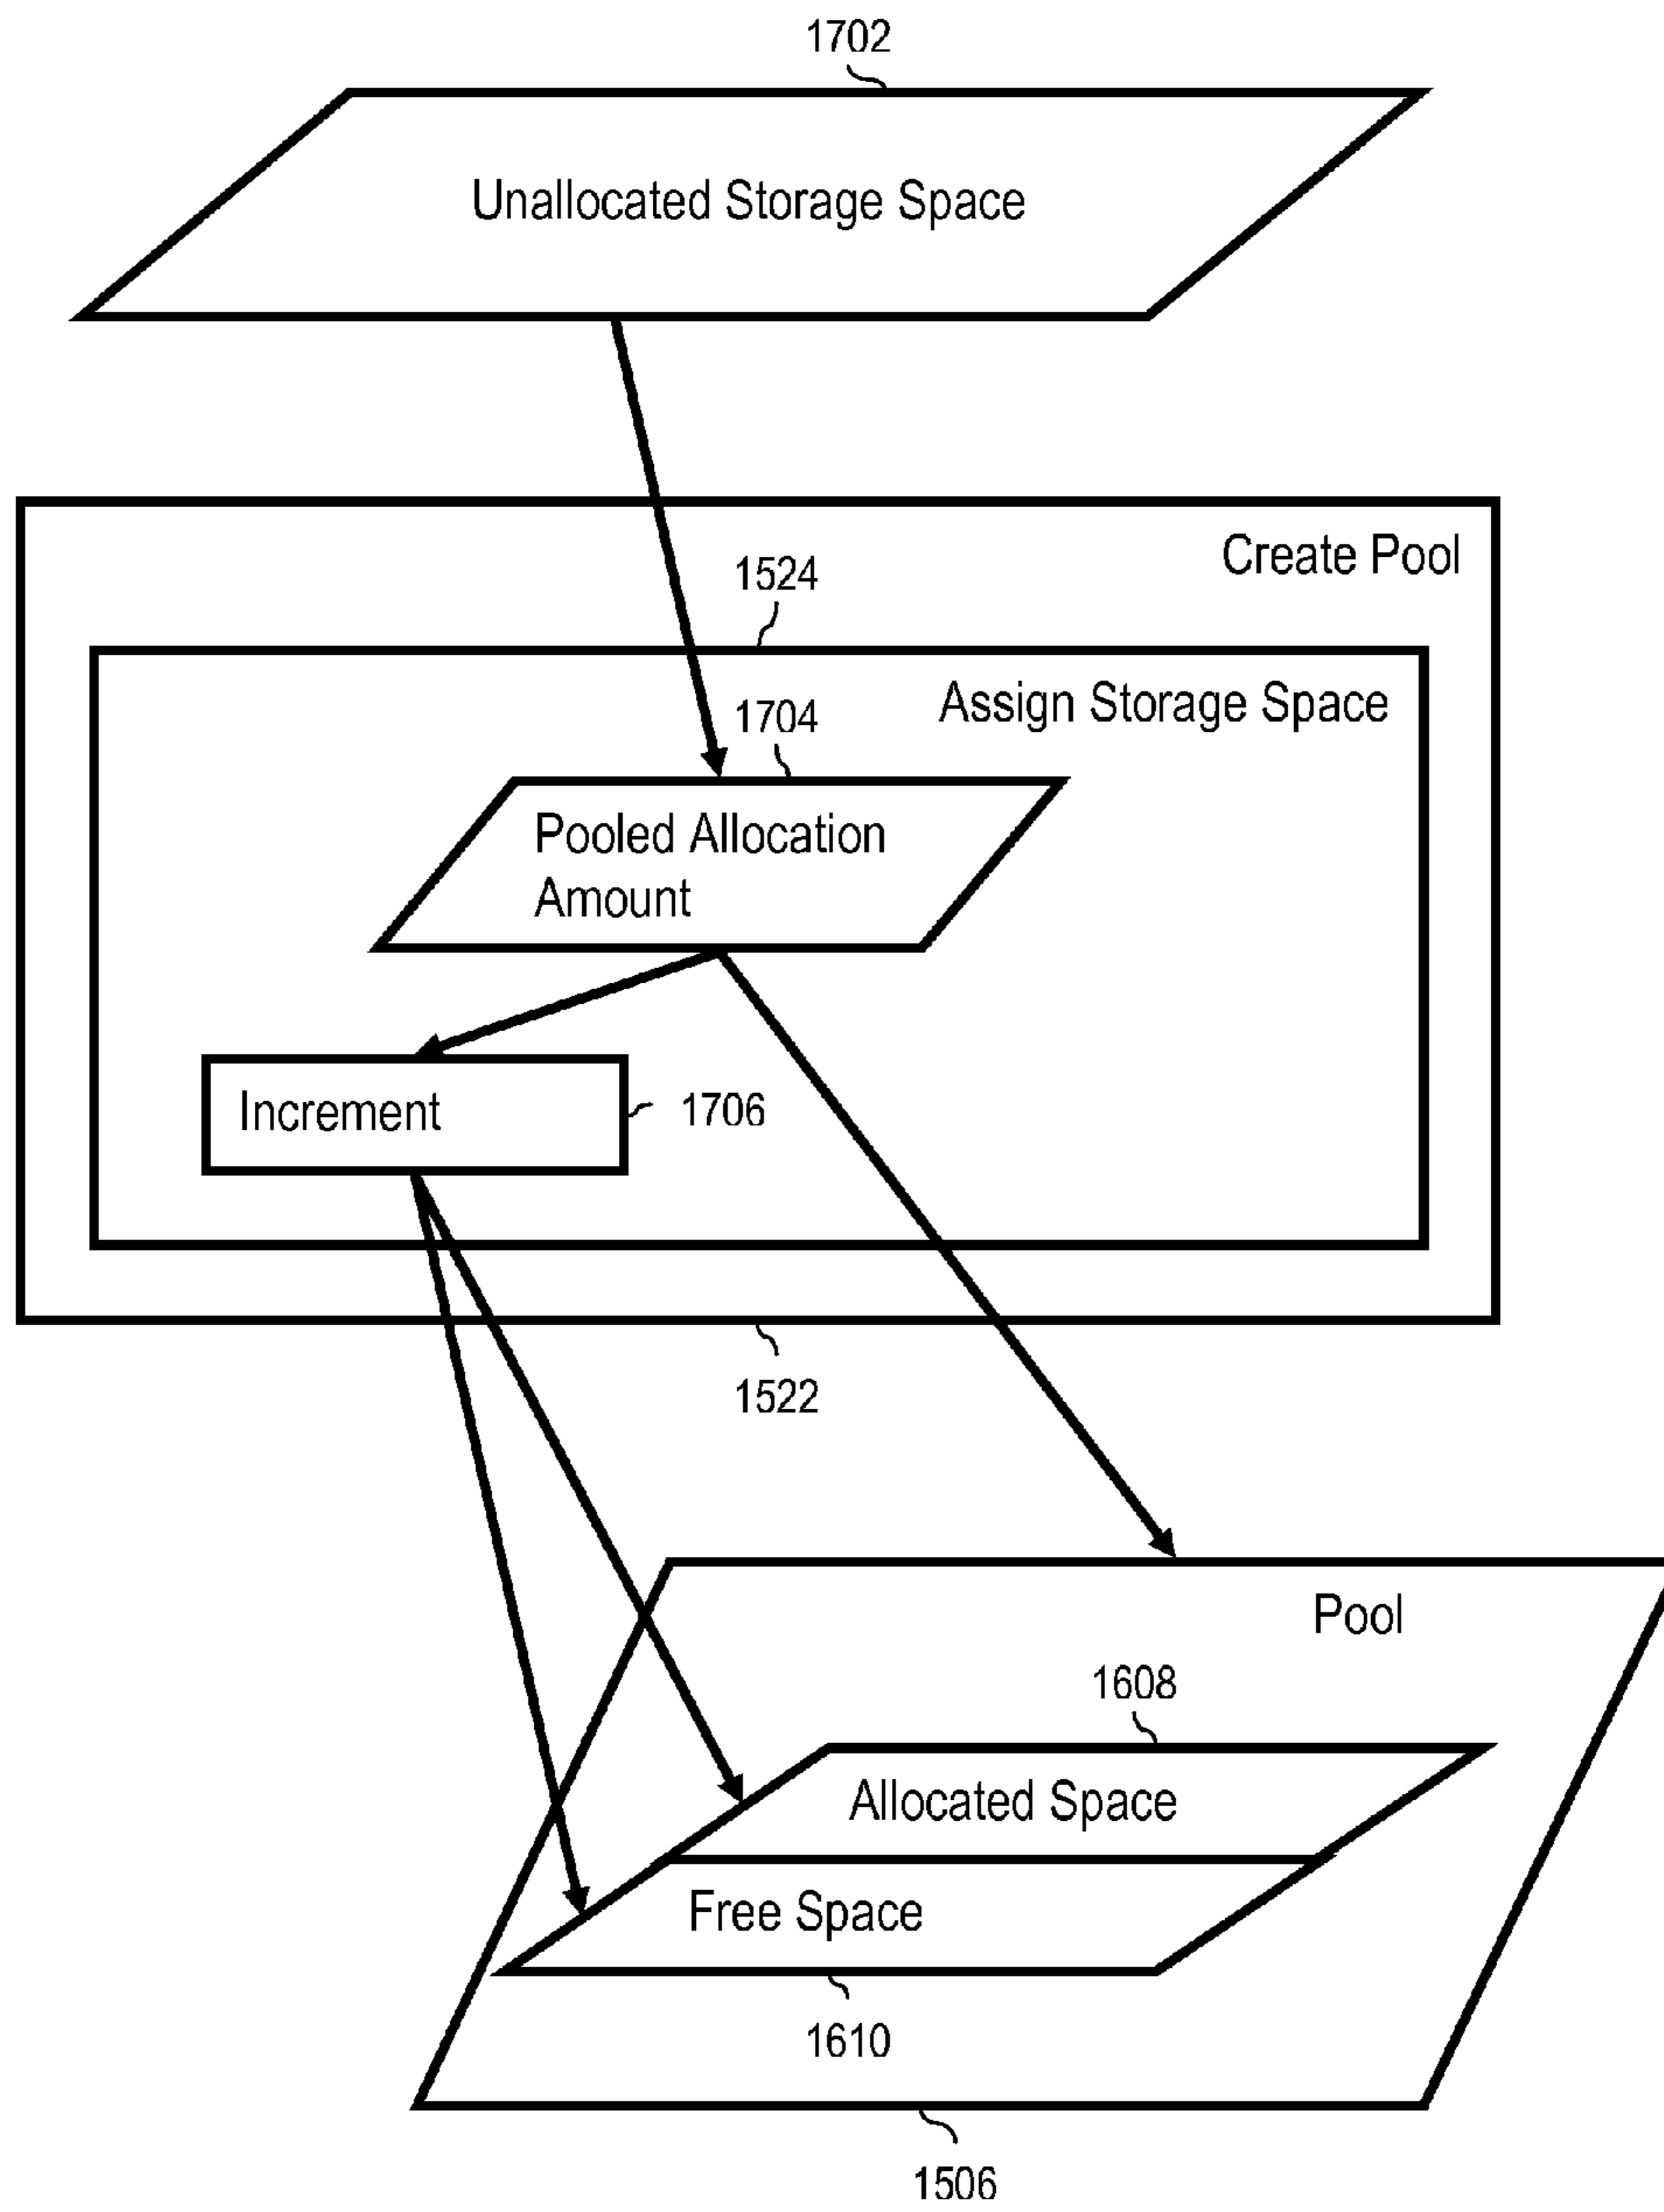 1702
Unallocated Storage Space
Create Pool
1524
Assign Storage Space
1704
Pooled Allocation
Amount
Increment
1706
1522
Pool
1608
Allocated Space
Free Space
1610
1506